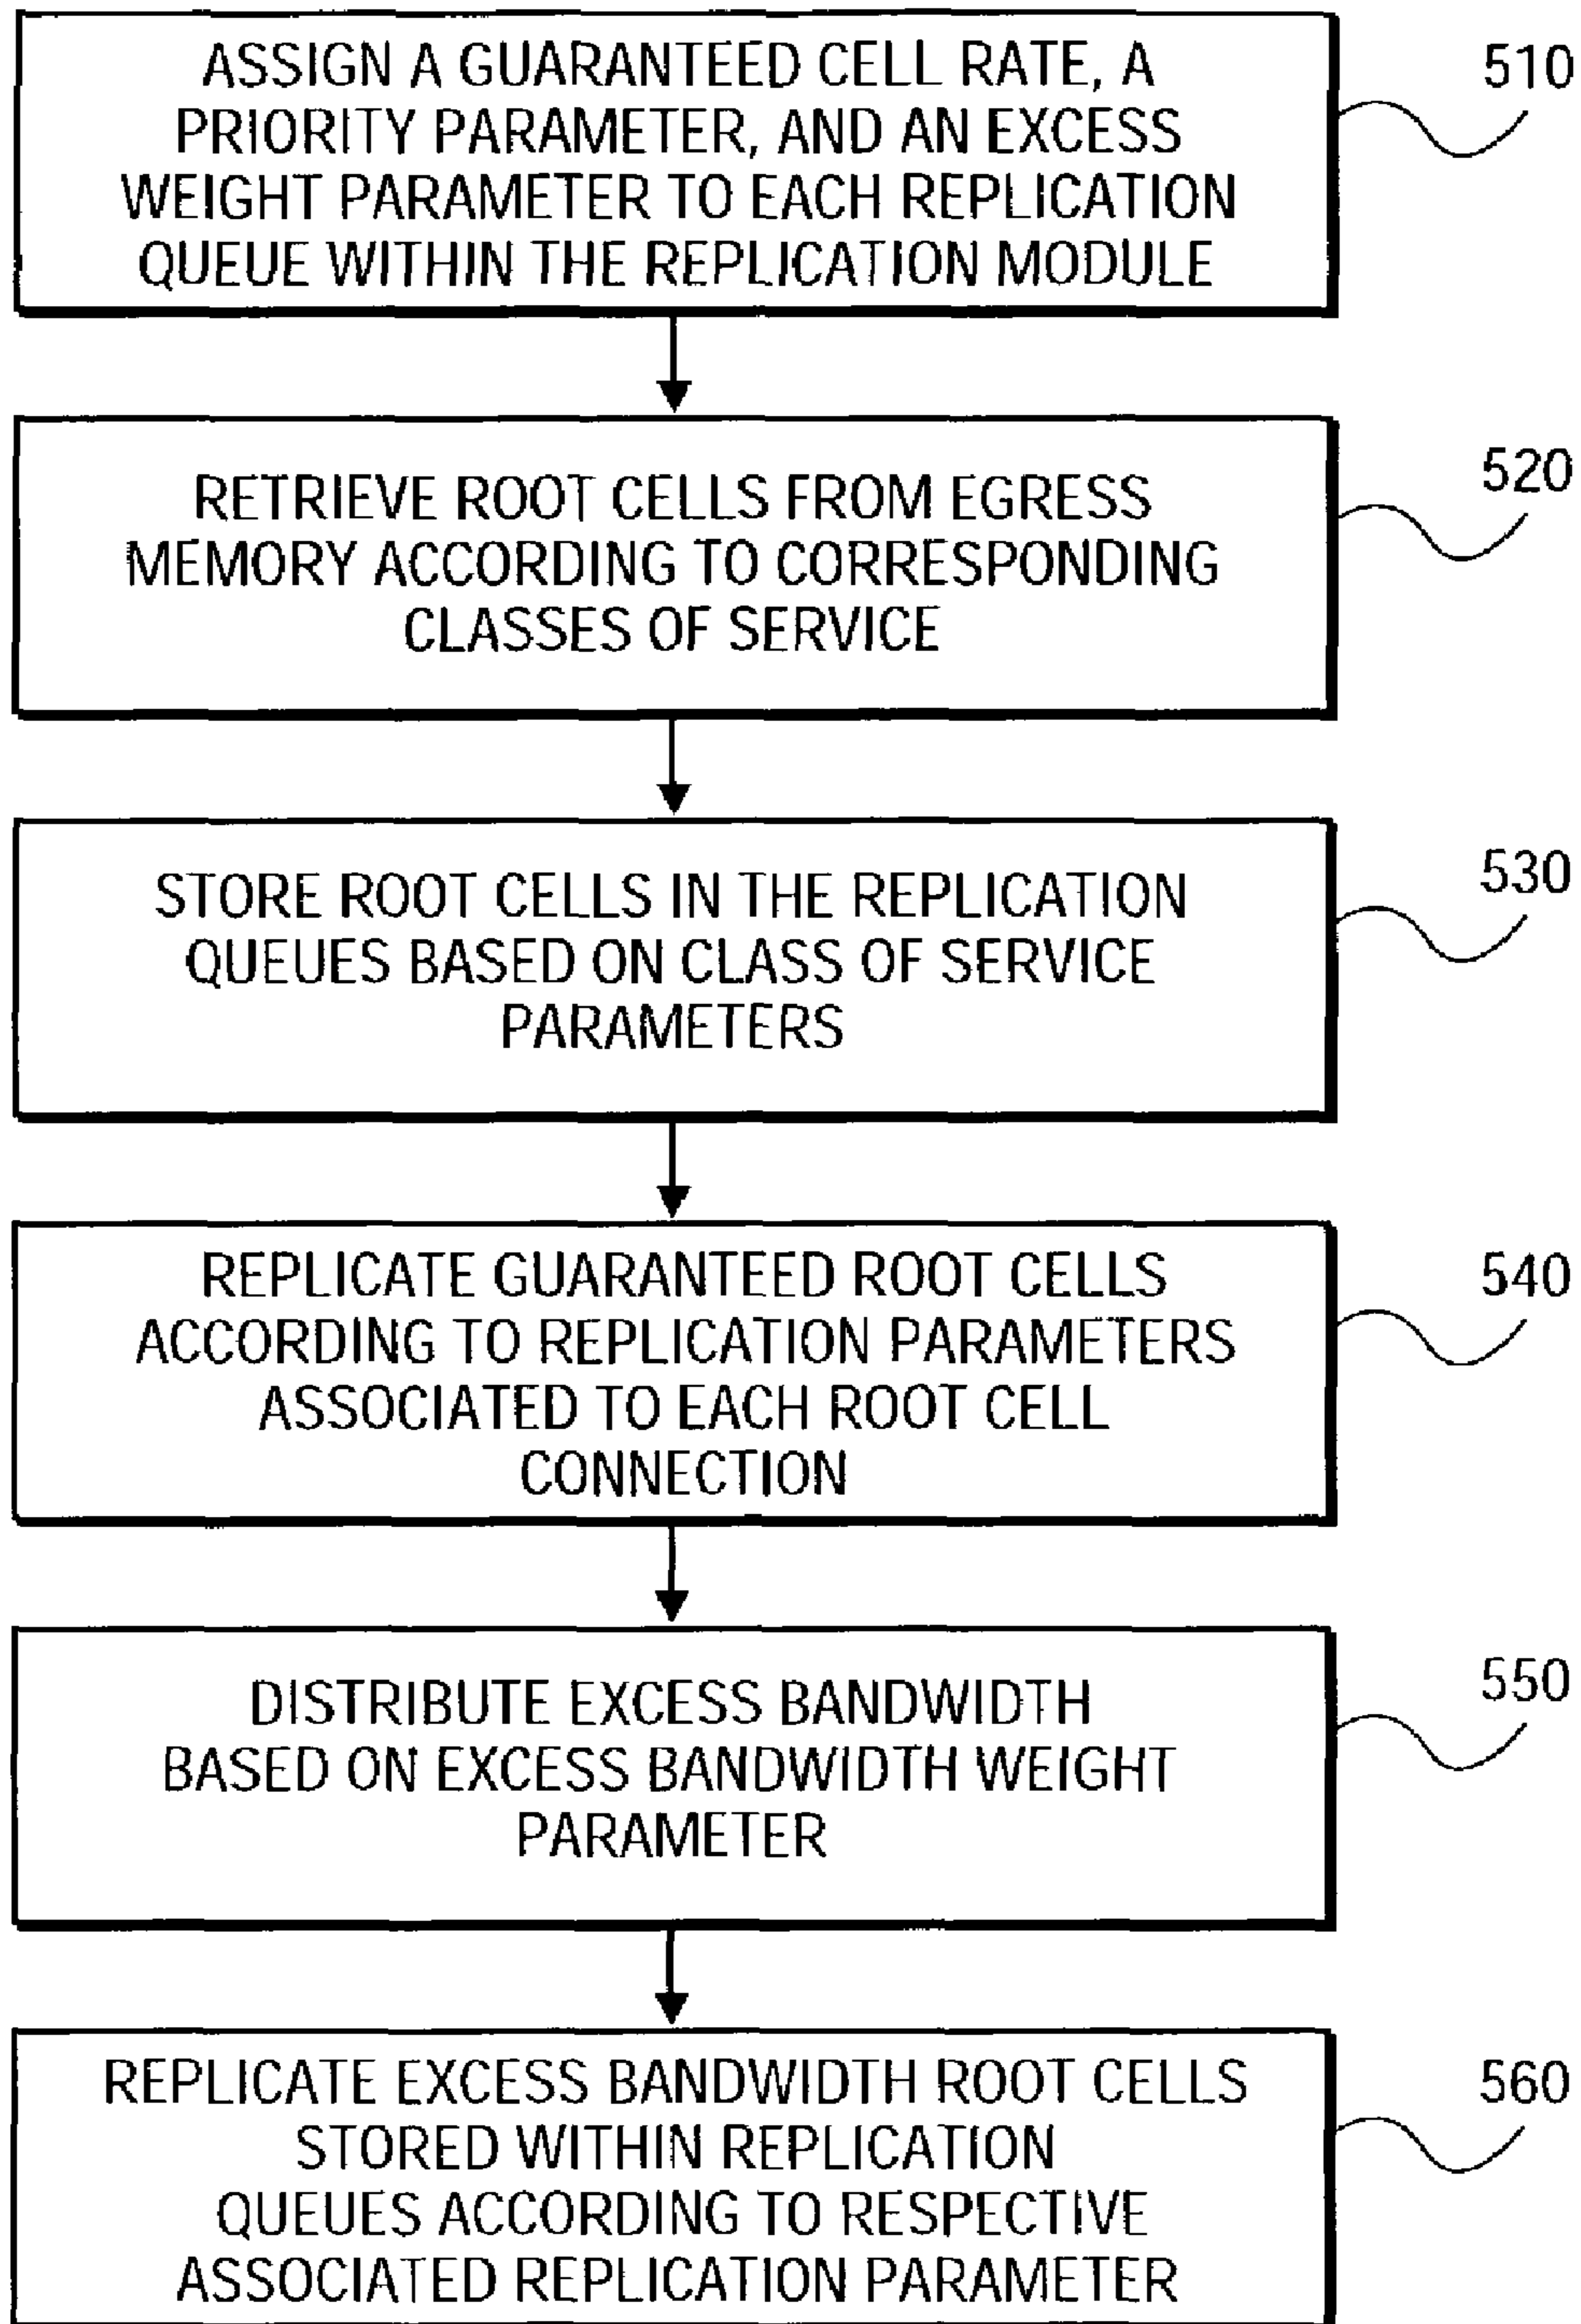 ASSIGN A GUARANTEED CELL RATE, A
PRIORITY PARAMETER, AND AN EXCESS
WEIGHT PARAMETER TO EACH REPLICATION
QUEUE WITHIN THE REPLICATION MODULE
510
RETRIEVE ROOT CELLS FROM EGRESS
MEMORY ACCORDING TO CORRESPONDING
CLASSES OF SERVICE
520
STORE ROOT CELLS IN THE REPLICATION
QUEUES BASED ON CLASS OF SERVICE
PARAMETERS
530
REPLICATE GUARANTEED ROOT CELLS
ACCORDING TO REPLICATION PARAMETERS
ASSOCIATED TO EACH ROOT CELL
CONNECTION
540
DISTRIBUTE EXCESS BANDWIDTH
BASED ON EXCESS BANDWIDTH WEIGHT
PARAMETER
550
REPLICATE EXCESS BANDWIDTH ROOT CELLS
STORED WITHIN REPLICATION
QUEUES ACCORDING TO RESPECTIVE
ASSOCIATED REPLICATION PARAMETER
560